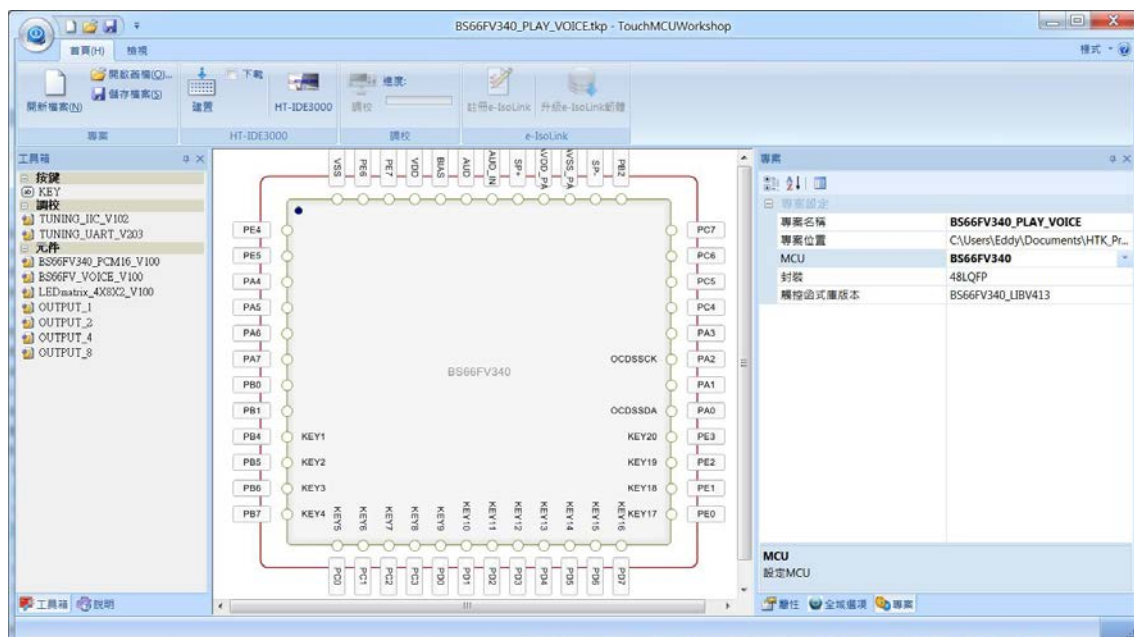 BS66FV340_PLAY_VOICE.tkp - TouchMCUWorkshop
首頁(H) 檢視 樣式
開新檔案(N) 開啟舊檔(O)... 儲存檔案(S) 建置 下載 HT-IDE3000 調校 進度: 註冊e-IsoLink 升級e-IsoLink韌體
專案 HT-IDE3000 調校 e-IsoLink
工具箱
按鍵
KEY
調校
TUNING_IIC_V102
TUNING_UART_V203
元件
BS66FV340_PCM16_V100
BS66FV_VOICE_V100
LEDmatrix_4X8X2_V100
OUTPUT_1
OUTPUT_2
OUTPUT_4
OUTPUT_8
工具箱 說明
VSS PE6 PE7 VDD BIAS AUD AUD_IN SP+ AVDD_PA AVSS_PA SP- PB2
PE4 PC7
PE5 PC6
PA4 PC5
PA5 PC4
PA6 PA3
PA7 OCDSSCK PA2
BS66FV340
PB0 PA1
PB1 OCDSSDA PA0
PB4 KEY1 KEY20 PE3
PB5 KEY2 KEY19 PE2
PB6 KEY3 KEY18 PE1
PB7 KEY4 KEY17 PE0
KEY5 KEY6 KEY7 KEY8 KEY9 KEY10 KEY11 KEY12 KEY13 KEY14 KEY15 KEY16
PC0 PC1 PC2 PC3 PD0 PD1 PD2 PD3 PD4 PD5 PD6 PD7
專案
專案設定
專案名稱 BS66FV340_PLAY_VOICE
專案位置 C:\Users\Eddy\Documents\HTK_Pr...
MCU BS66FV340
封裝 48LQFP
觸控函式庫版本 BS66FV340_LIBV413
MCU
設定MCU
屬性 全域選項 專案